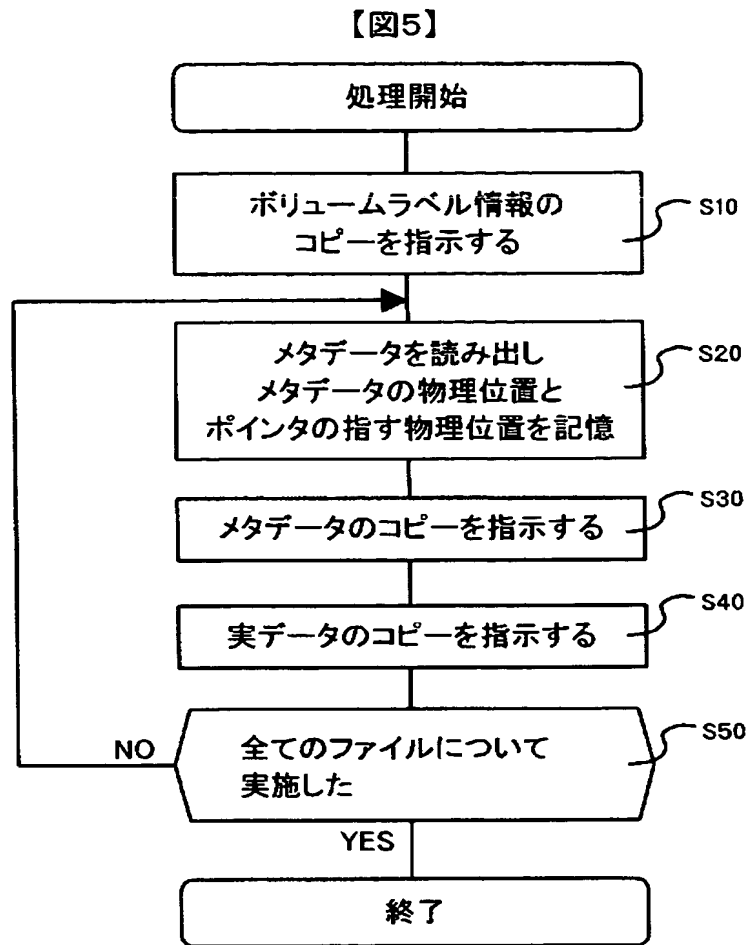 【図5】
処理開始
ボリュームラベル情報の
コピーを指示する
S10
メタデータを読み出し
メタデータの物理位置と
ポインタの指す物理位置を記憶
S20
メタデータのコピーを指示する
S30
実データのコピーを指示する
S40
全てのファイルについて
実施した
S50
NO
YES
終了